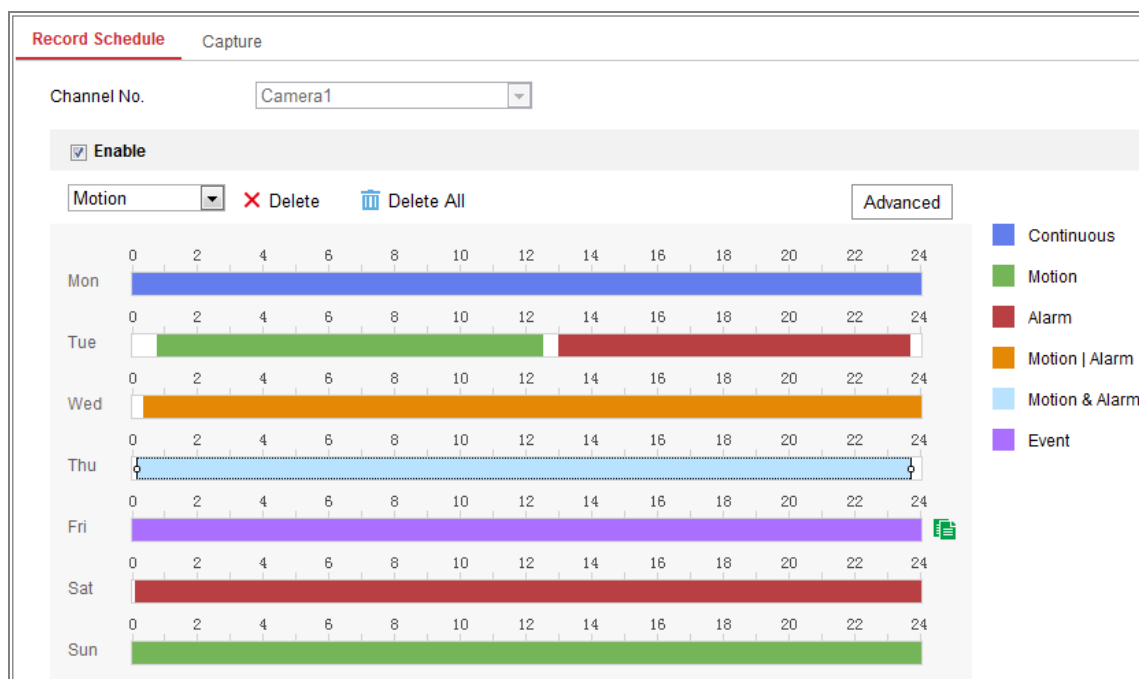 Record Schedule Capture
Channel No. Camera1
Enable
Motion Delete Delete All Advanced
Continuous
Motion
Alarm
Motion | Alarm
Motion & Alarm
Event
0 2 4 6 8 10 12 14 16 18 20 22 24
Mon
0 2 4 6 8 10 12 14 16 18 20 22 24
Tue
0 2 4 6 8 10 12 14 16 18 20 22 24
Wed
0 2 4 6 8 10 12 14 16 18 20 22 24
Thu
0 2 4 6 8 10 12 14 16 18 20 22 24
Fri
0 2 4 6 8 10 12 14 16 18 20 22 24
Sat
0 2 4 6 8 10 12 14 16 18 20 22 24
Sun